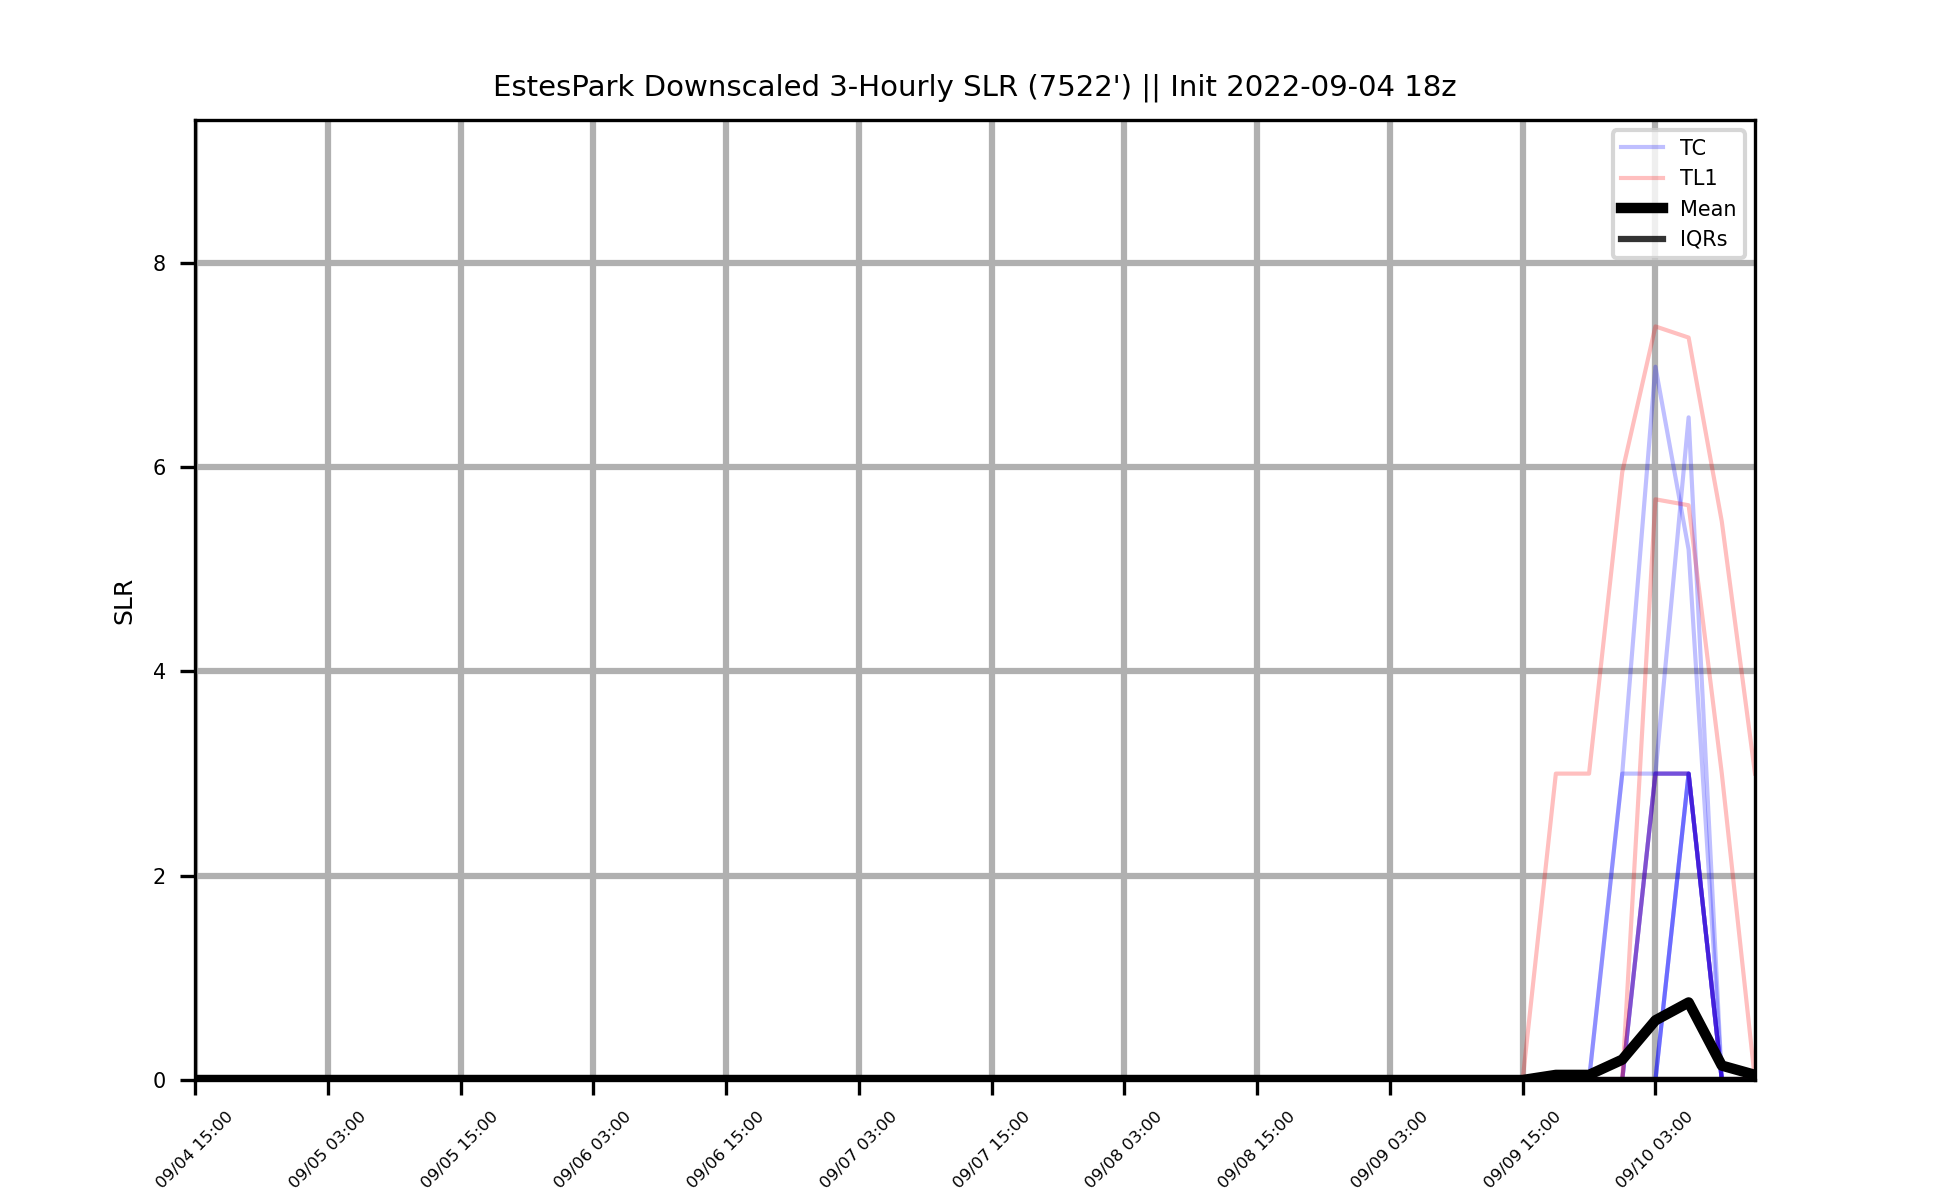 EstesPark Downscaled 3-Hourly SLR (7522') || Init 2022-09-04 18z
TC
TL1
Mean
IQRs
SLR
8
6
4
2
0
09/04 15:00
09/05 03:00
09/05 15:00
09/06 03:00
09/06 15:00
09/07 03:00
09/07 15:00
09/08 03:00
09/08 15:00
09/09 03:00
09/09 15:00
09/10 03:00